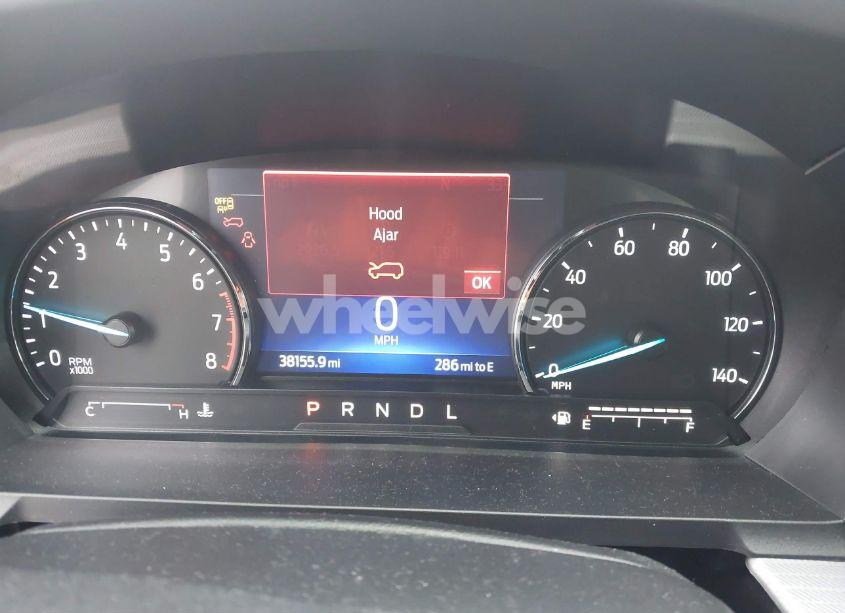 OFF
Hood
Ajar
OK
wheelwise
0
MPH
38155.9 mi
286 mi to E
0
1
2
3
4
5
6
7
8
RPM
x1000
0
20
40
60
80
100
120
140
MPH
C H
P R N D L
E F